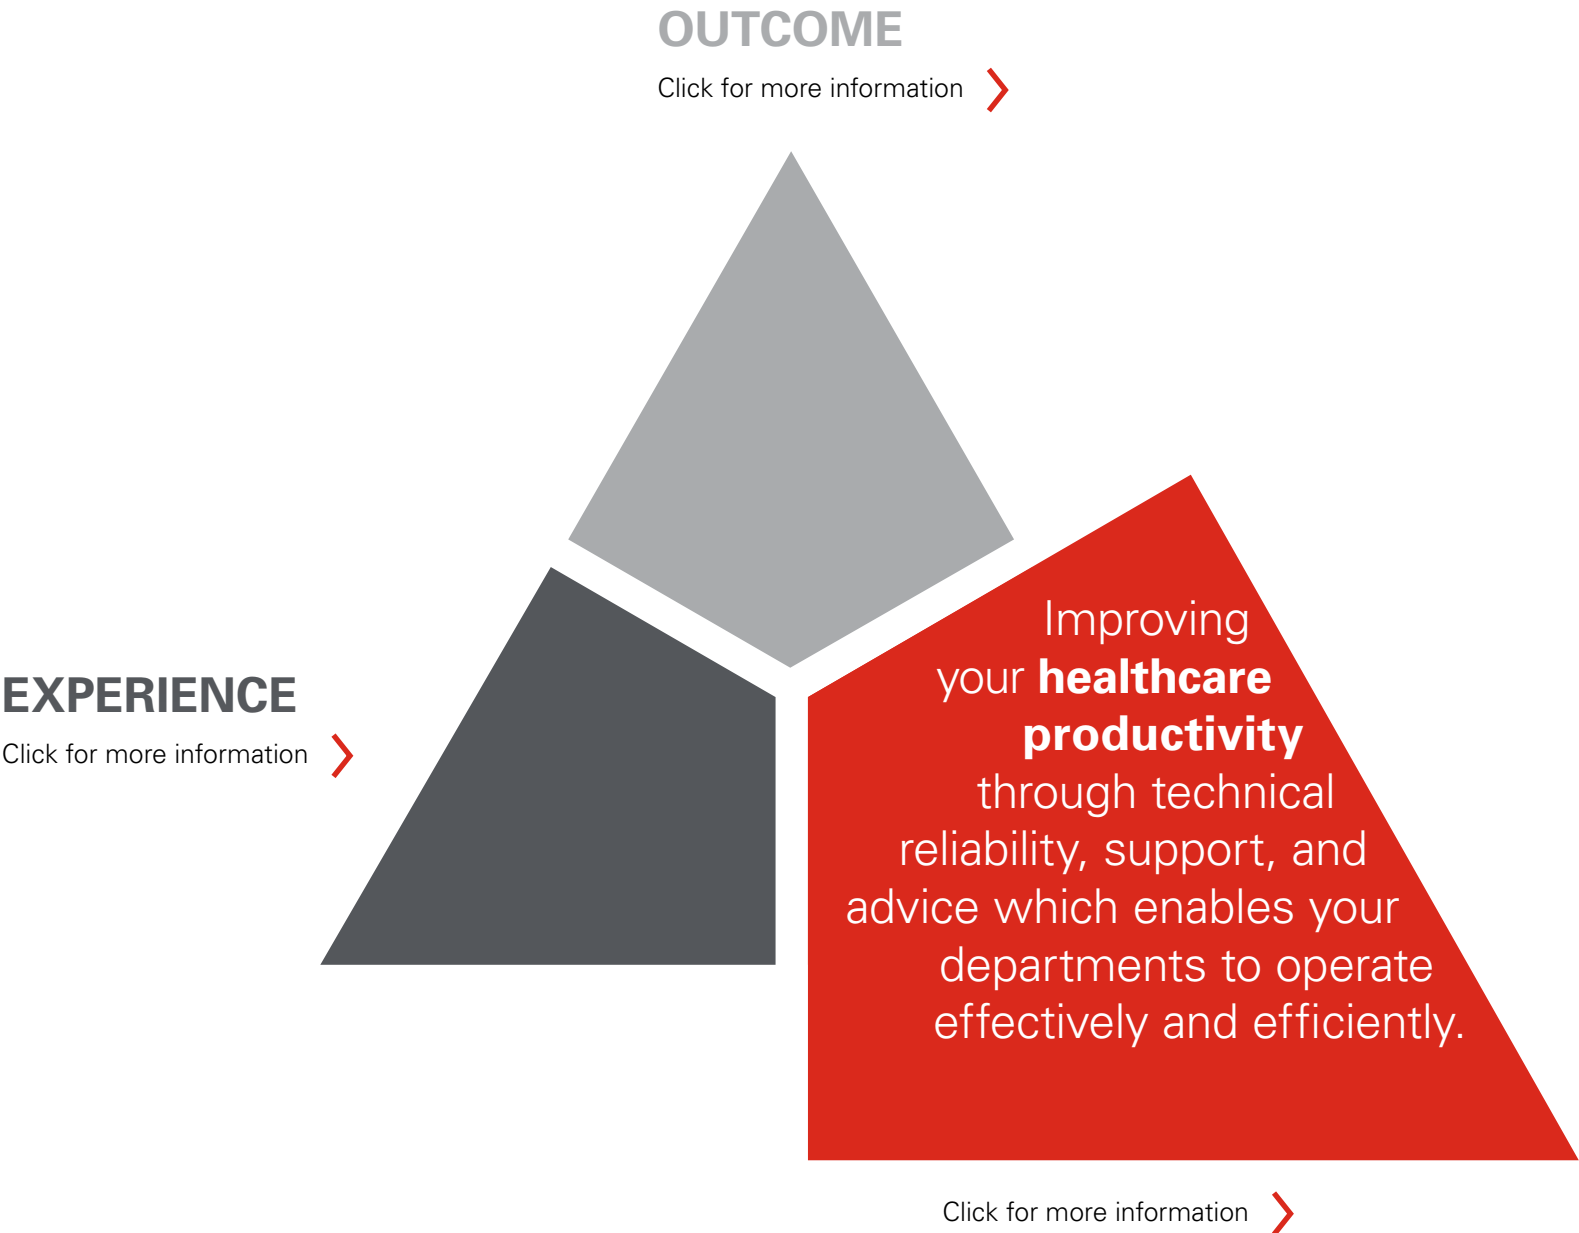 OUTCOME
Click for more information
EXPERIENCE
Click for more information
Improving
your healthcare
productivity
through technical
reliability, support, and
advice which enables your
departments to operate
effectively and efficiently.
Click for more information